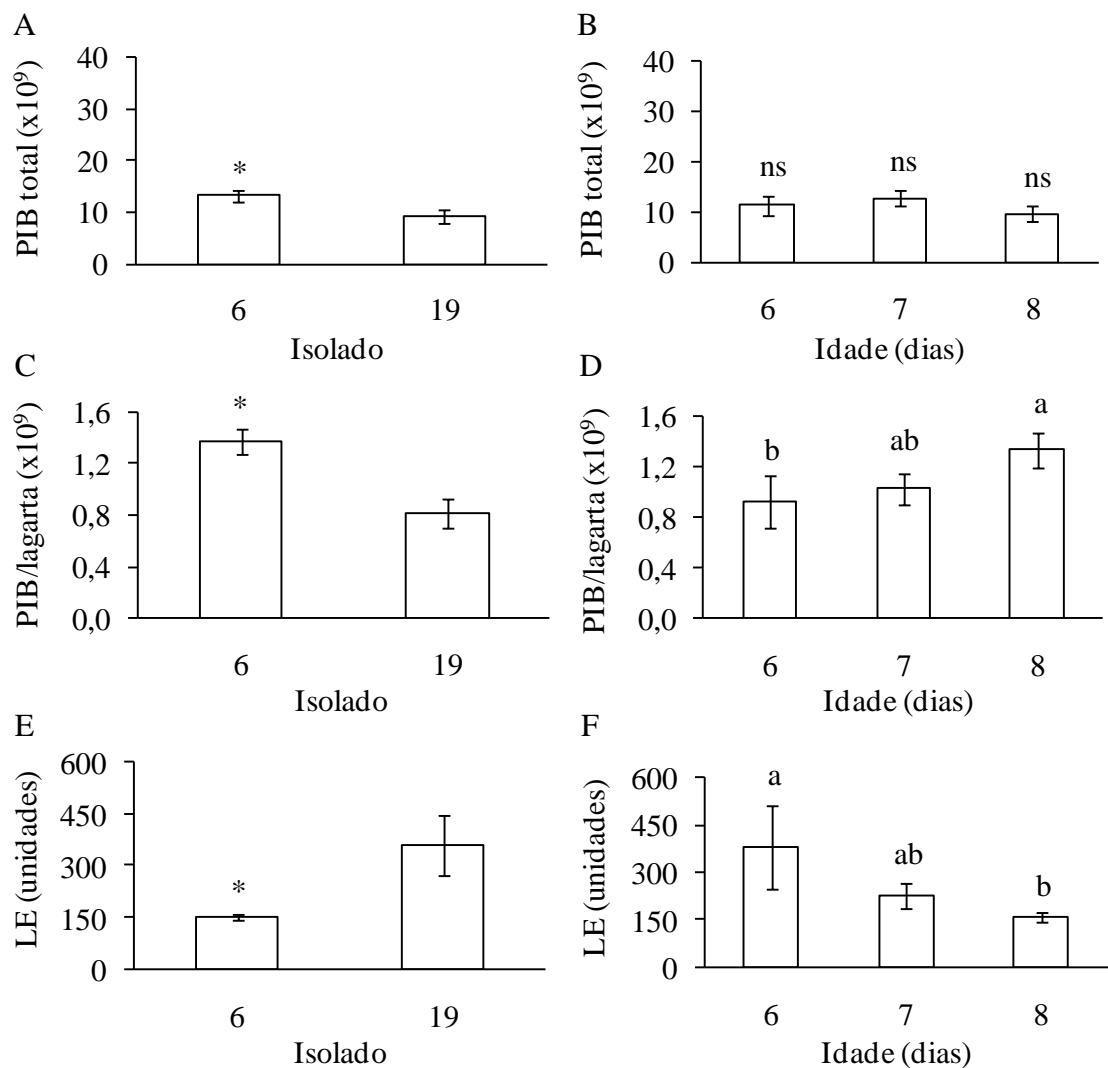 A
PIB total (x10⁹)
40
30
20
10
0
*
6
19
Isolado
B
PIB total (x10⁹)
40
30
20
10
0
ns
ns
ns
6
7
8
Idade (dias)
C
PIB/lagarta (x10⁹)
1,6
1,2
0,8
0,4
0,0
*
6
19
Isolado
D
PIB/lagarta (x10⁹)
1,6
1,2
0,8
0,4
0,0
b
ab
a
6
7
8
Idade (dias)
E
LE (unidades)
600
450
300
150
0
*
6
19
Isolado
F
LE (unidades)
600
450
300
150
0
a
ab
b
6
7
8
Idade (dias)